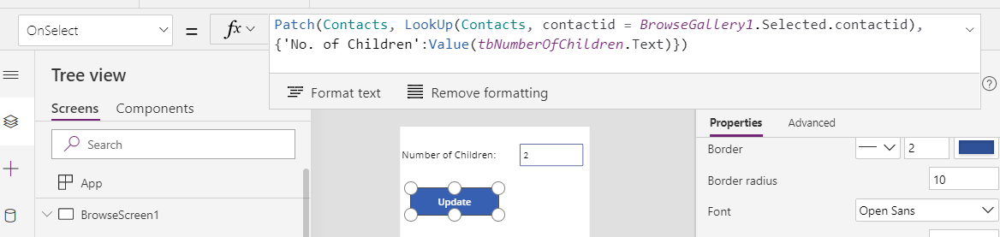 OnSelect
=
fx
Patch(Contacts, LookUp(Contacts, contactid = BrowseGallery1.Selected.contactid),
{'No. of Children':Value(tbNumberOfChildren.Text)})
Format text
Remove formatting
Tree view
Screens
Components
Search
App
BrowseScreen1
Number of Children:
2
Update
Properties
Advanced
Border
2
Border radius
10
Font
Open Sans